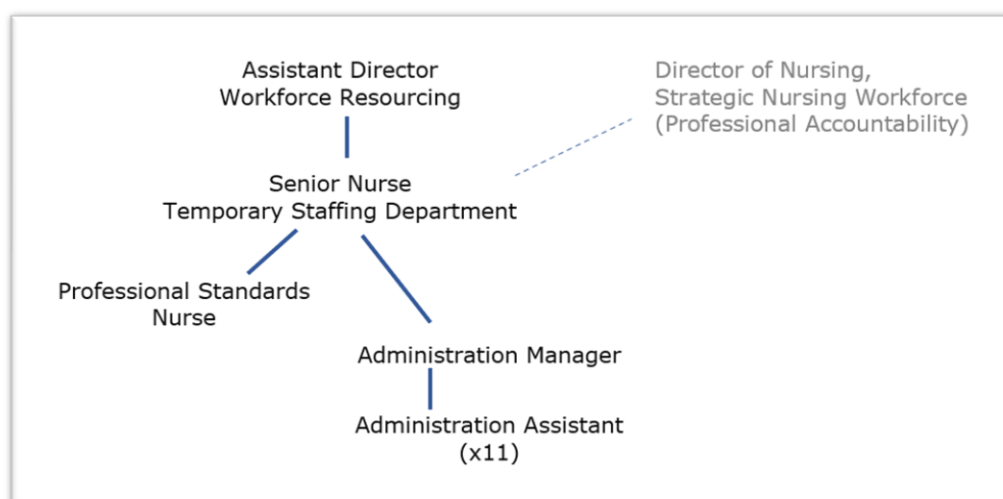 Assistant Director
Workforce Resourcing
Director of Nursing,
Strategic Nursing Workforce
(Professional Accountability)
Senior Nurse
Temporary Staffing Department
Professional Standards
Nurse
Administration Manager
Administration Assistant
(x11)